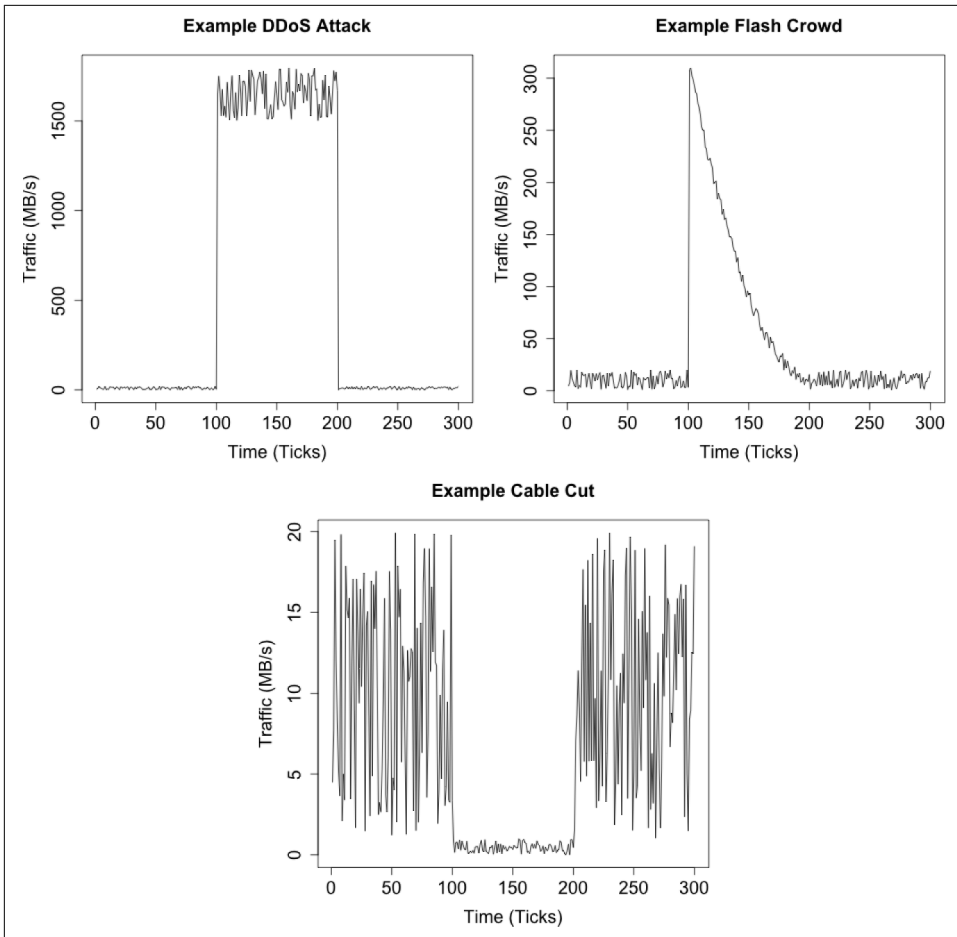 Example DDoS Attack
Traffic (MB/s)
1500
1000
500
0
0 50 100 150 200 250 300
Time (Ticks)
Example Flash Crowd
Traffic (MB/s)
300
250
200
150
100
50
0
0 50 100 150 200 250 300
Time (Ticks)
Example Cable Cut
Traffic (MB/s)
20
15
10
5
0
0 50 100 150 200 250 300
Time (Ticks)